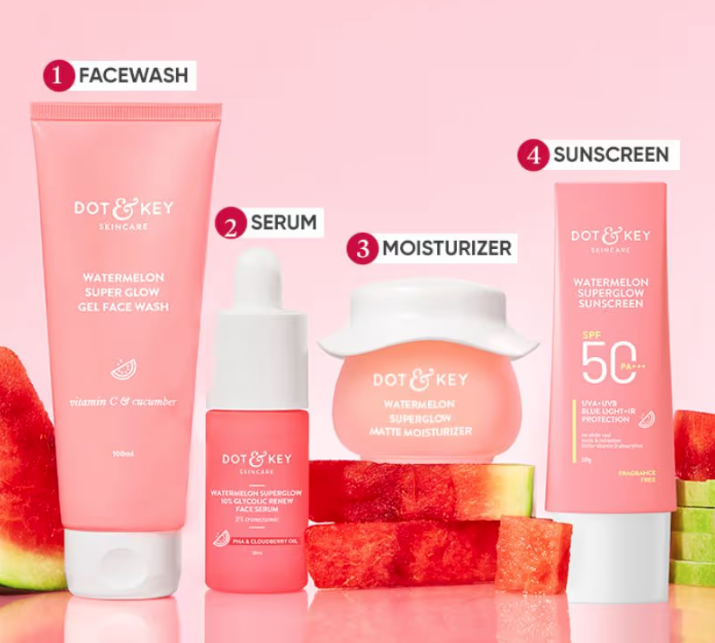 1 FACEWASH
DOT & KEY
SKINCARE
WATERMELON
SUPER GLOW
GEL FACE WASH
vitamin C & cucumber
100ml
2 SERUM
DOT & KEY
SKINCARE
WATERMELON SUPERGLOW
10% GLYCOLIC RENEW
FACE SERUM
PHA & CLOUDBERRY OIL
3 MOISTURIZER
DOT & KEY
WATERMELON
SUPERGLOW
MATTE MOISTURIZER
4 SUNSCREEN
DOT & KEY
SKINCARE
WATERMELON
SUPERGLOW
SUNSCREEN
SPF
50 PA+++
UVA+UVB
BLUE LIGHT+IR
PROTECTION
FRAGRANCE
FREE